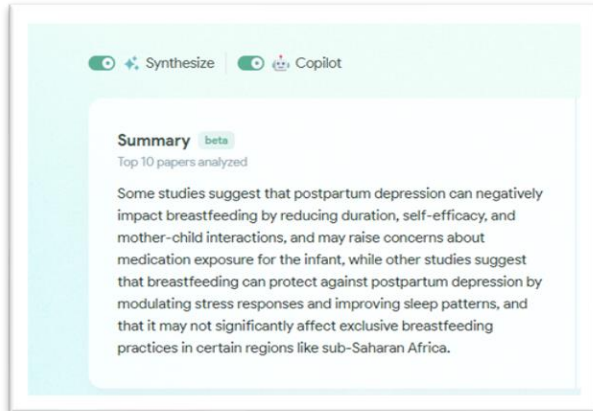 Synthesize Copilot
Summary beta
Top 10 papers analyzed
Some studies suggest that postpartum depression can negatively
impact breastfeeding by reducing duration, self-efficacy, and
mother-child interactions, and may raise concerns about
medication exposure for the infant, while other studies suggest
that breastfeeding can protect against postpartum depression by
modulating stress responses and improving sleep patterns, and
that it may not significantly affect exclusive breastfeeding
practices in certain regions like sub-Saharan Africa.